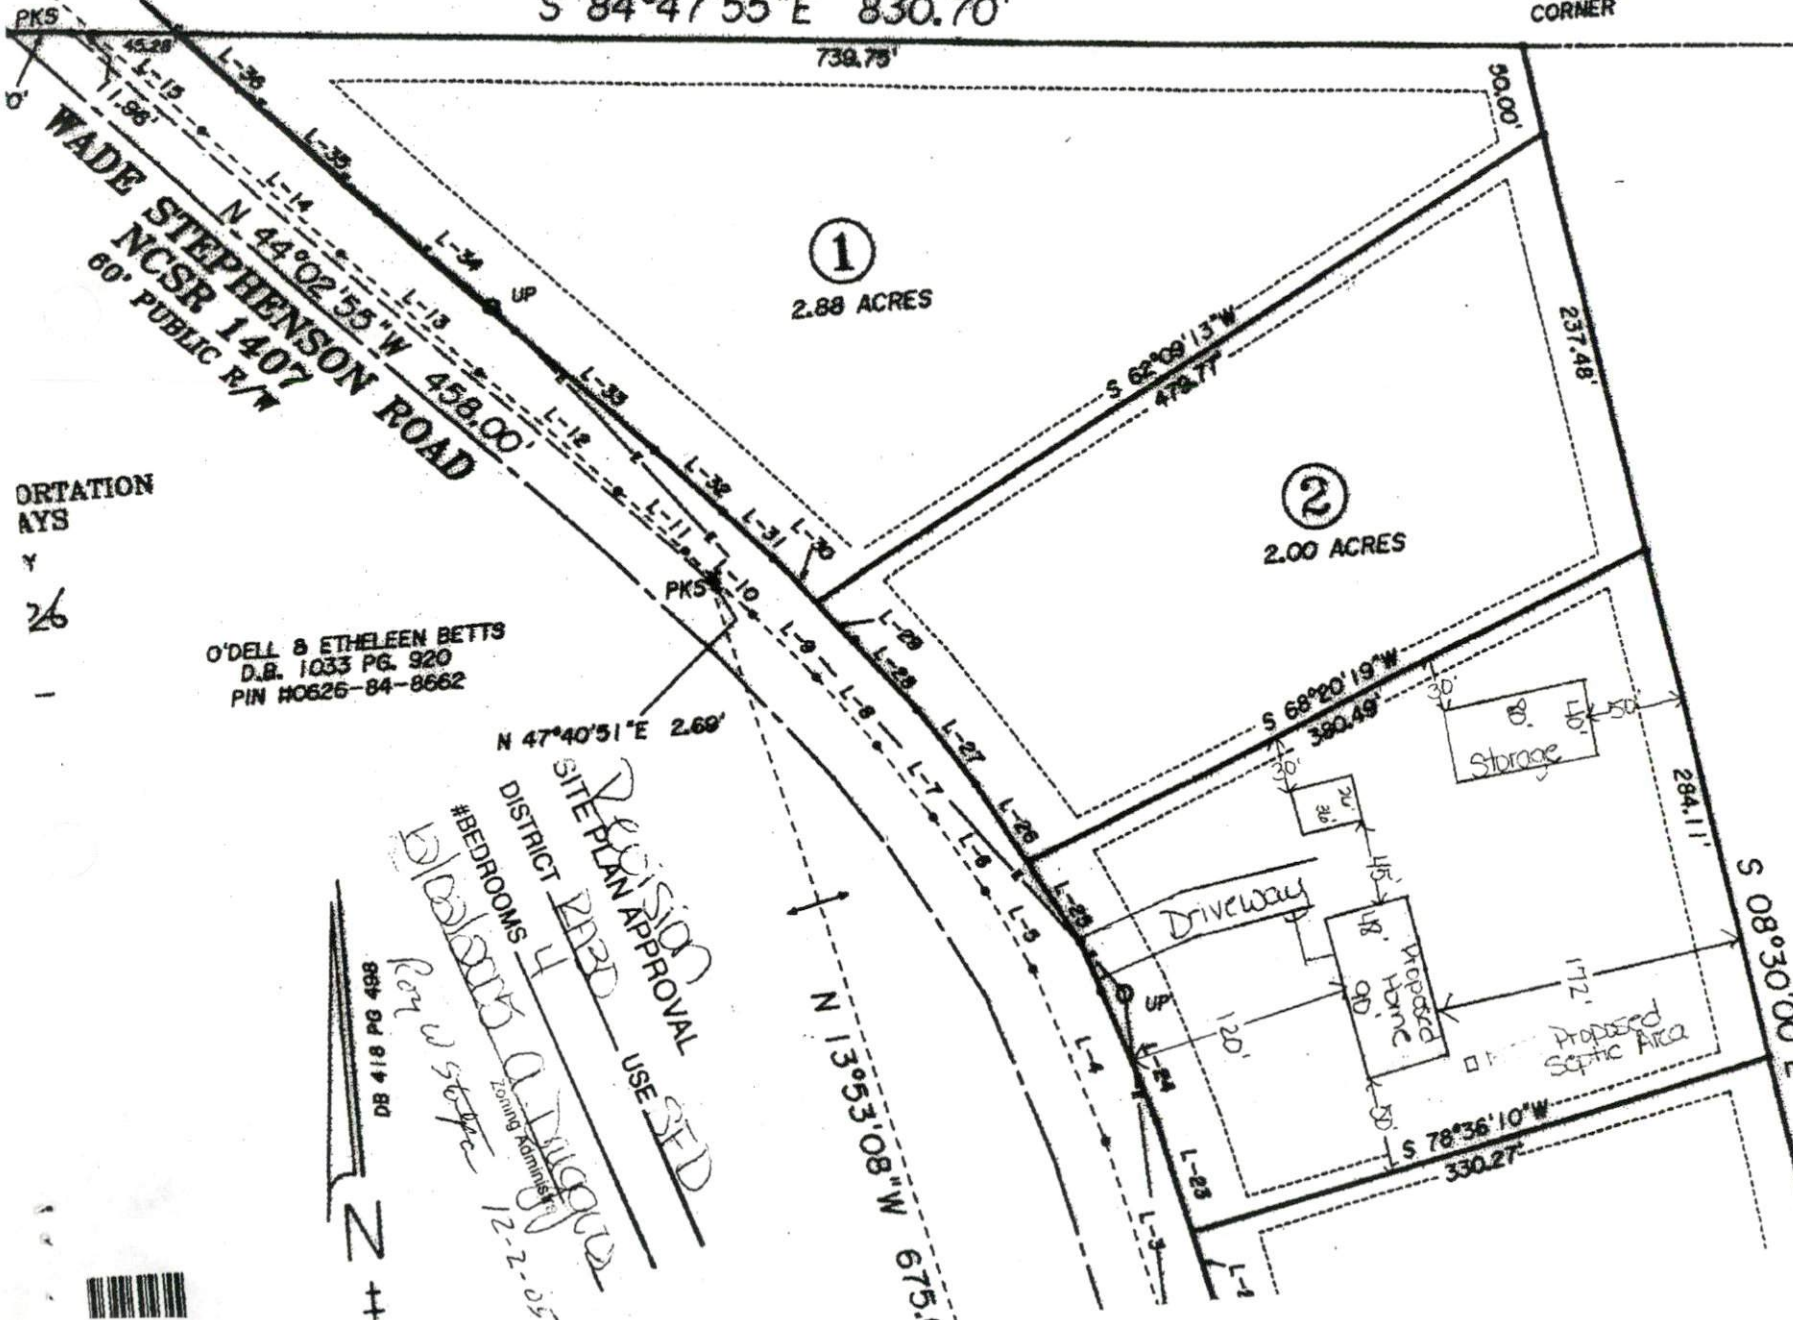 PKS
S 84°47'55"E 830.70'
CORNER
45.28
739.75'
50.00'
0'
L-15
11.98'
L-36
L-35
L-14
L-34
UP
L-13
L-33
L-12
L-32
L-11
L-31
L-30
WADE STEPHENSON ROAD
NCSR 1407
60' PUBLIC R/W
N 44°02'55"W 458.00'
1
2.88 ACRES
S 62°09'13"W
479.77'
237.48'
2
2.00 ACRES
ORTATION
AYS
Y
26
O'DELL & ETHELEEN BETTS
D.B. 1033 PG. 920
PIN #0626-84-8662
PKS
L-10
N 47°40'51"E 2.69'
L-9
L-29
L-28
L-8
L-27
L-7
L-26
L-6
L-25
L-5
UP
L-4
L-24
L-23
L-3
S 68°20'19"W
380.49'
30'
Storage
50'
30'
45'
284.11'
S 08°30'00"E
Driveway
48'
Proposed
Home
90'
172'
120'
Proposed
Septic Area
S 78°36'10"W
330.27'
Revision
SITE PLAN APPROVAL
DISTRICT RA30 USE SFD
#BEDROOMS 4
Zoning Administrator
12-2-05
N 13°53'08"W 675.
DB 418 PG 498
N